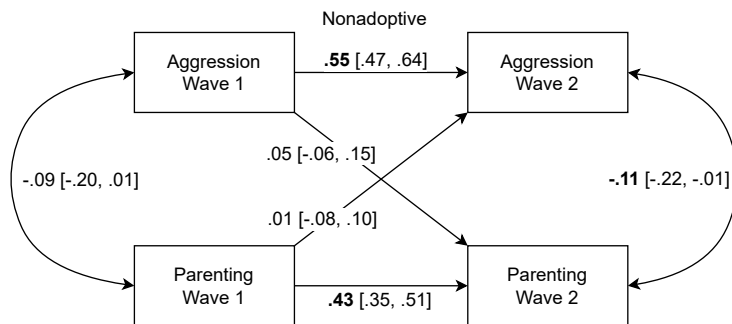 Nonadoptive
Aggression
Wave 1
.55 [.47, .64]
Aggression
Wave 2
.05 [-.06, .15]
-.09 [-.20, .01]
-.11 [-.22, -.01]
.01 [-.08, .10]
Parenting
Wave 1
.43 [.35, .51]
Parenting
Wave 2